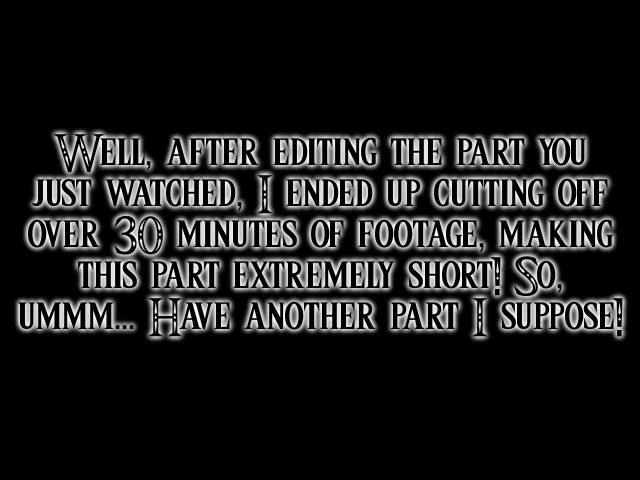 Well, after editing the part you
just watched, I ended up cutting off
over 30 minutes of footage, making
this part extremely short! So,
ummm... Have another part I suppose!